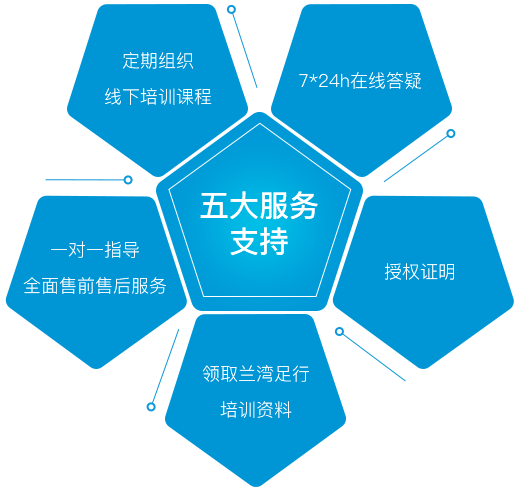 定期组织
线下培训课程
7*24h在线答疑
五大服务
支持
一对一指导
全面售前售后服务
授权证明
领取兰湾足行
培训资料